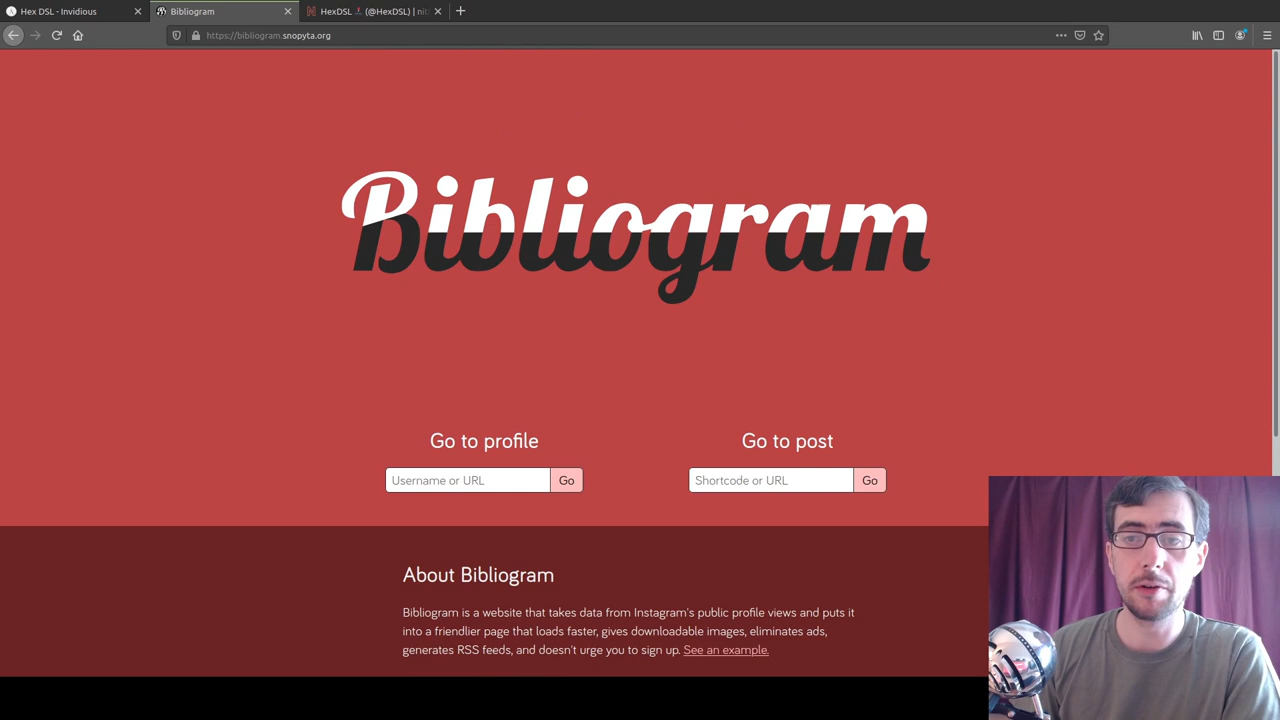 Hex DSL - Invidious
Bibliogram
HexDSL (@HexDSL) | nit
https://bibliogram.snopyta.org
Bibliogram
Go to profile
Go to post
Username or URL
Go
Shortcode or URL
Go
About Bibliogram
Bibliogram is a website that takes data from Instagram's public profile views and puts it
into a friendlier page that loads faster, gives downloadable images, eliminates ads,
generates RSS feeds, and doesn't urge you to sign up. See an example.